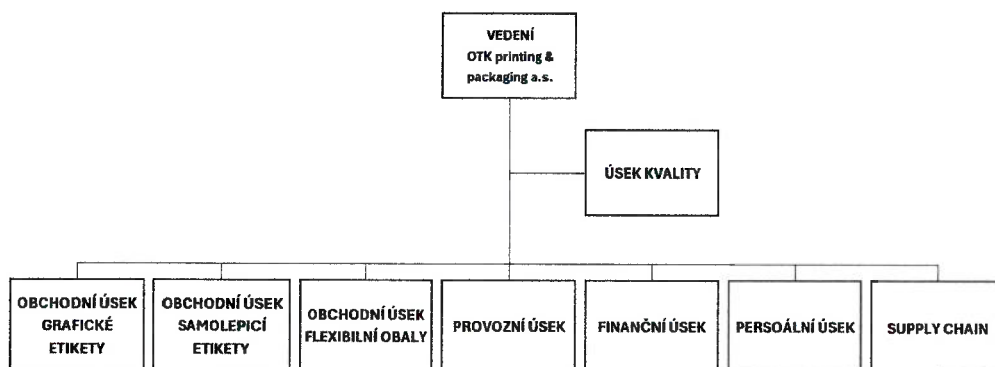 VEDENÍ
OTK printing &
packaging a.s.
ÚSEK KVALITY
OBCHODNÍ ÚSEK
GRAFICKÉ
ETIKETY
OBCHODNÍ ÚSEK
SAMOLEPICÍ
ETIKETY
OBCHODNÍ ÚSEK
FLEXIBILNÍ OBALY
PROVOZNÍ ÚSEK
FINANČNÍ ÚSEK
PERSOÁLNÍ ÚSEK
SUPPLY CHAIN